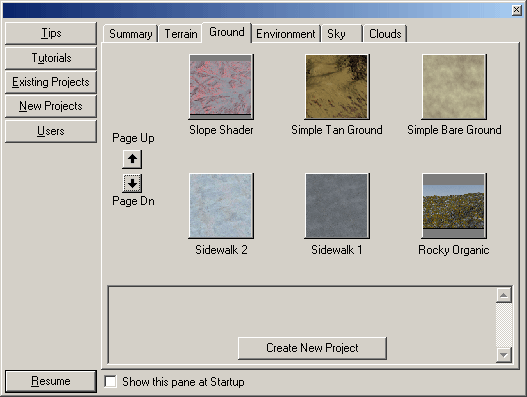 Tips
Tutorials
Existing Projects
New Projects
Users
Summary Terrain Ground Environment Sky Clouds
Slope Shader Simple Tan Ground Simple Bare Ground
Page Up
Page Dn
Sidewalk 2 Sidewalk 1 Rocky Organic
Create New Project
Resume
Show this pane at Startup